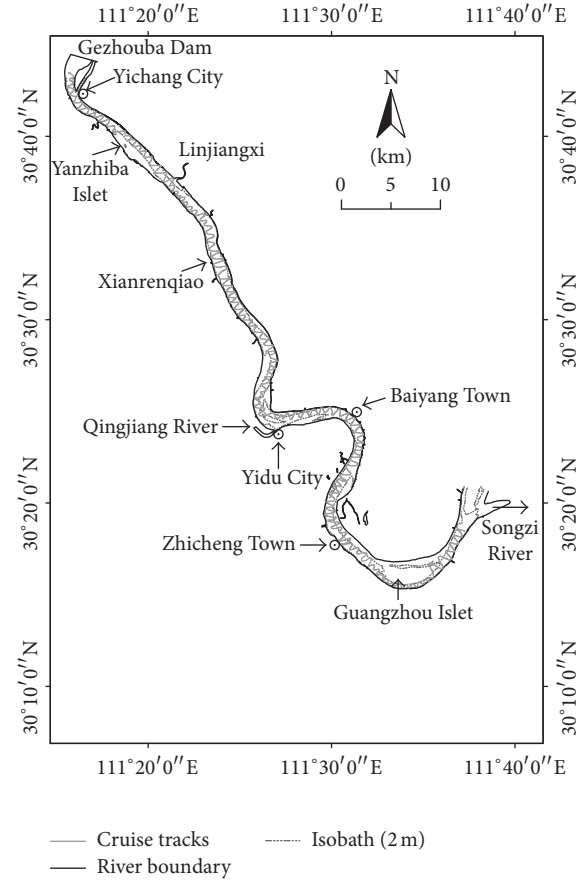 111°20′0″E 111°30′0″E 111°40′0″E
Gezhouba Dam
Yichang City
N
30°40′0″N
30°40′0″N
Linjiangxi
(km)
Yanzhiba
Islet
0 5 10
Xianrenqiao
30°30′0″N
30°30′0″N
Baiyang Town
Qingjiang River
Yidu City
30°20′0″N
30°20′0″N
Zhicheng Town
Songzi
River
Guangzhou Islet
30°10′0″N
30°10′0″N
111°20′0″E 111°30′0″E 111°40′0″E
Cruise tracks Isobath (2 m)
River boundary